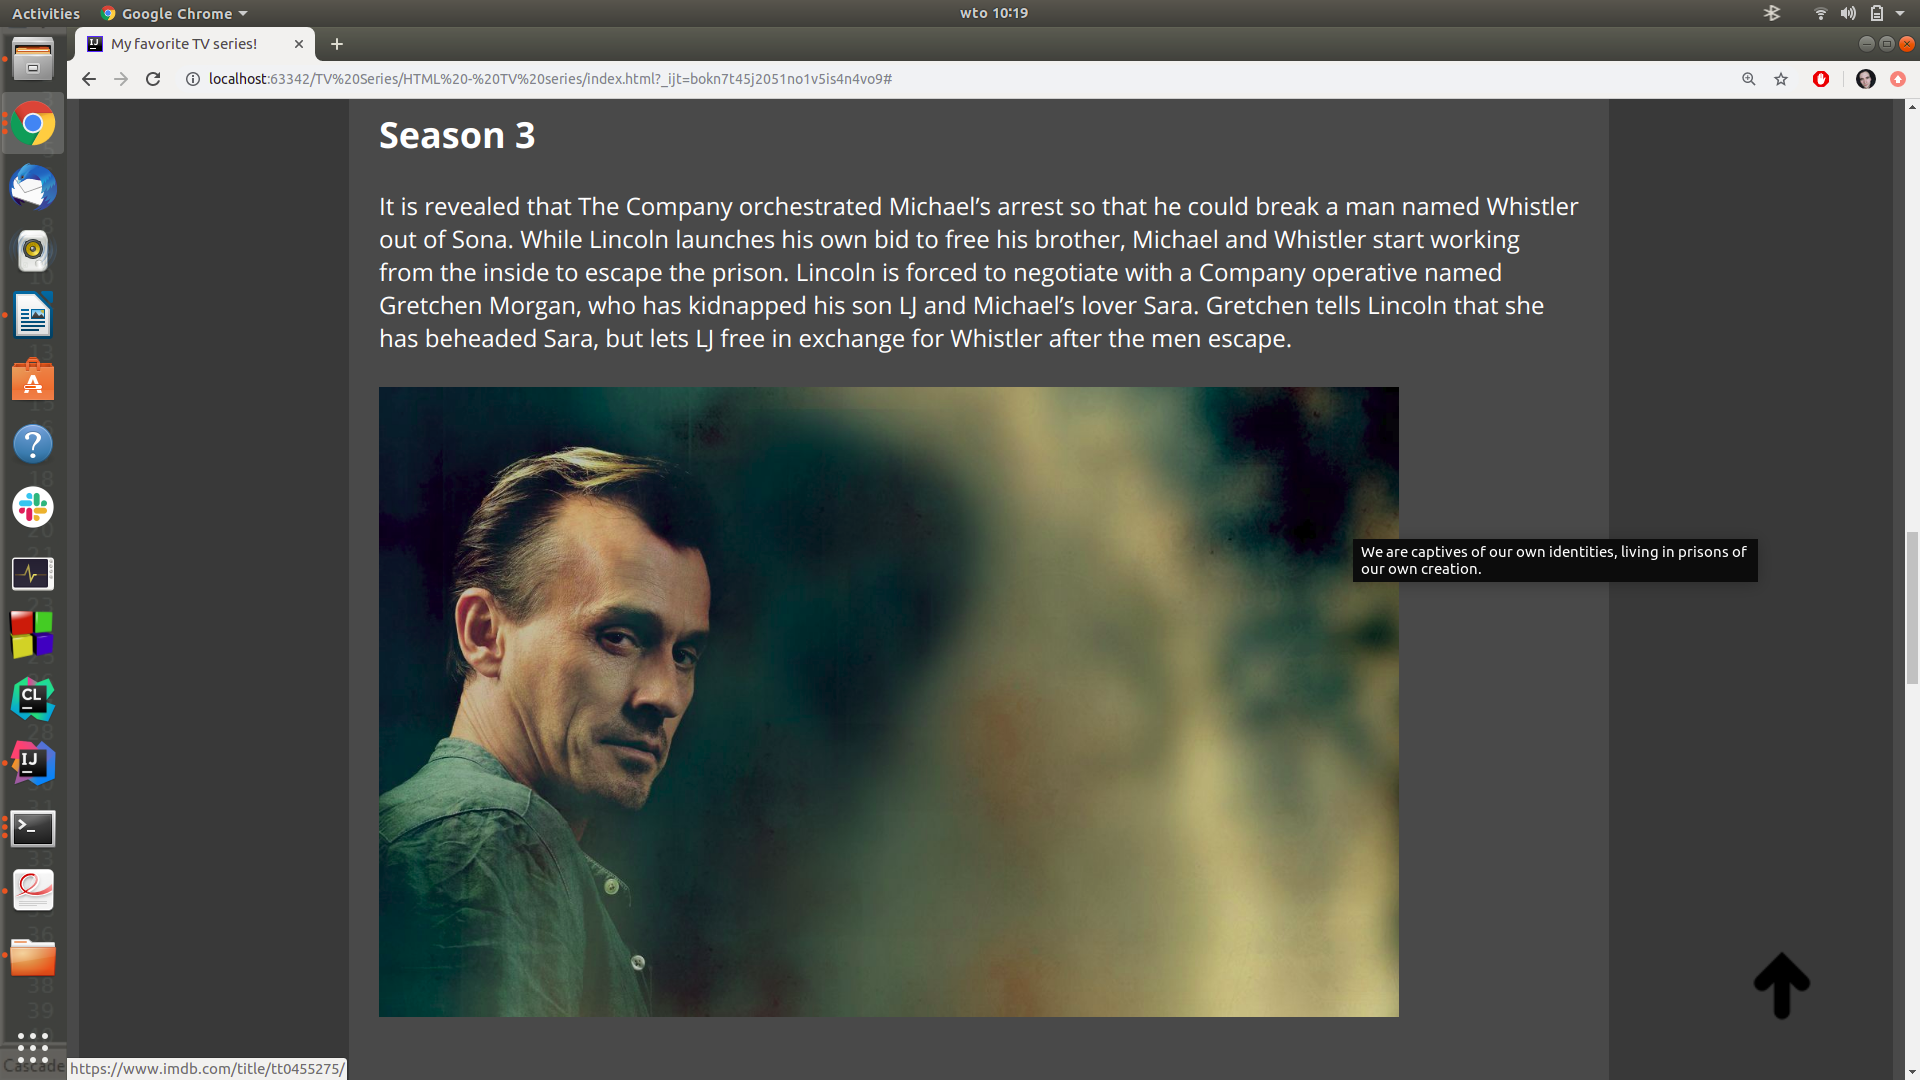 Activities
Google Chrome
wto 10:19
My favorite TV series!
localhost:63342/TV%20Series/HTML%20-%20TV%20series/index.html?_ijt=bokn7t45j2051no1v5is4n4vo9#
Season 3
It is revealed that The Company orchestrated Michael’s arrest so that he could break a man named Whistler
out of Sona. While Lincoln launches his own bid to free his brother, Michael and Whistler start working
from the inside to escape the prison. Lincoln is forced to negotiate with a Company operative named
Gretchen Morgan, who has kidnapped his son LJ and Michael’s lover Sara. Gretchen tells Lincoln that she
has beheaded Sara, but lets LJ free in exchange for Whistler after the men escape.
We are captives of our own identities, living in prisons of
our own creation.
CL
IJ
38
39
Cascade
https://www.imdb.com/title/tt0455275/